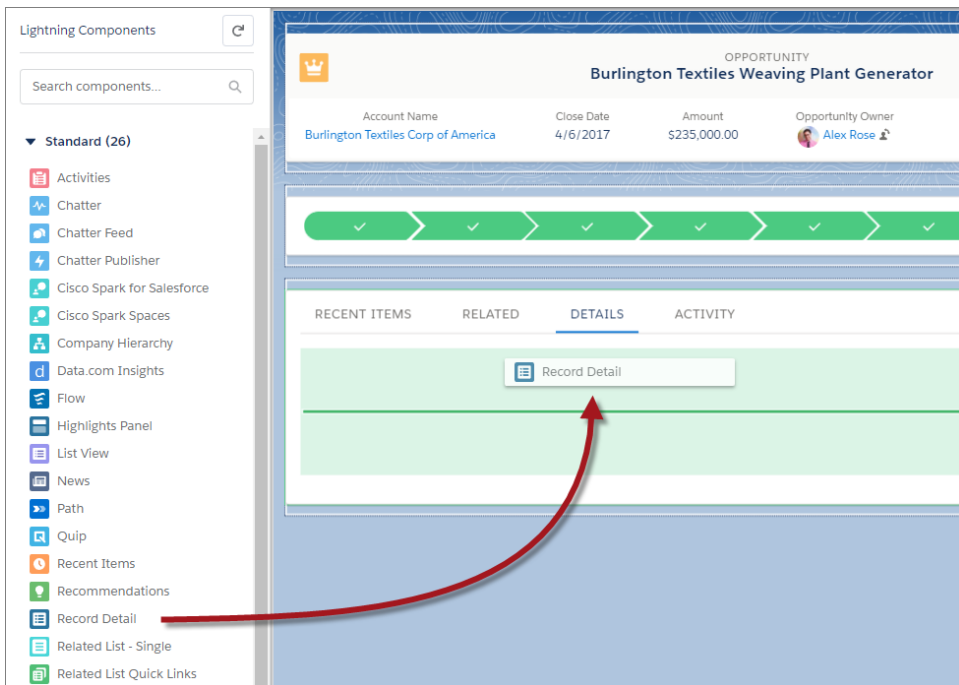 Lightning Components
Search components...
Standard (26)
Activities
Chatter
Chatter Feed
Chatter Publisher
Cisco Spark for Salesforce
Cisco Spark Spaces
Company Hierarchy
d Data.com Insights
Flow
Highlights Panel
List View
News
Path
Quip
Recent Items
Recommendations
Record Detail
Related List - Single
Related List Quick Links
OPPORTUNITY
Burlington Textiles Weaving Plant Generator
Account Name Close Date Amount Opportunity Owner
Burlington Textiles Corp of America 4/6/2017 $235,000.00 Alex Rose
RECENT ITEMS RELATED DETAILS ACTIVITY
Record Detail